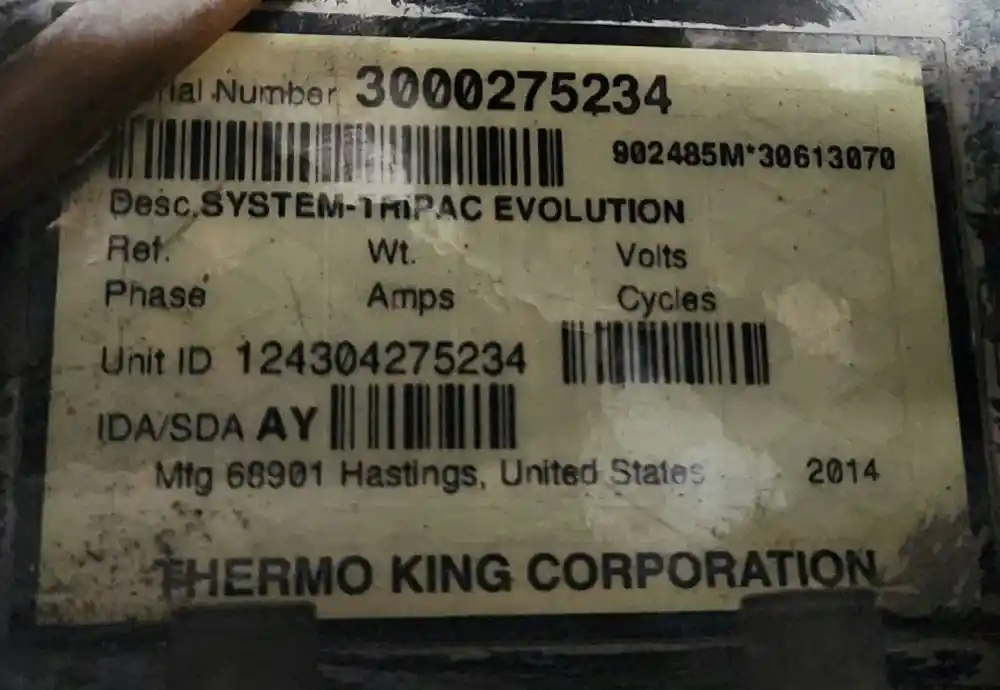 Serial Number 3000275234
902485M*30613070
Desc.SYSTEM-TRIPAC EVOLUTION
Ref. Wt. Volts
Phase Amps Cycles
Unit ID 124304275234
IDA/SDA AY
Mfg 68901 Hastings, United States 2014
THERMO KING CORPORATION